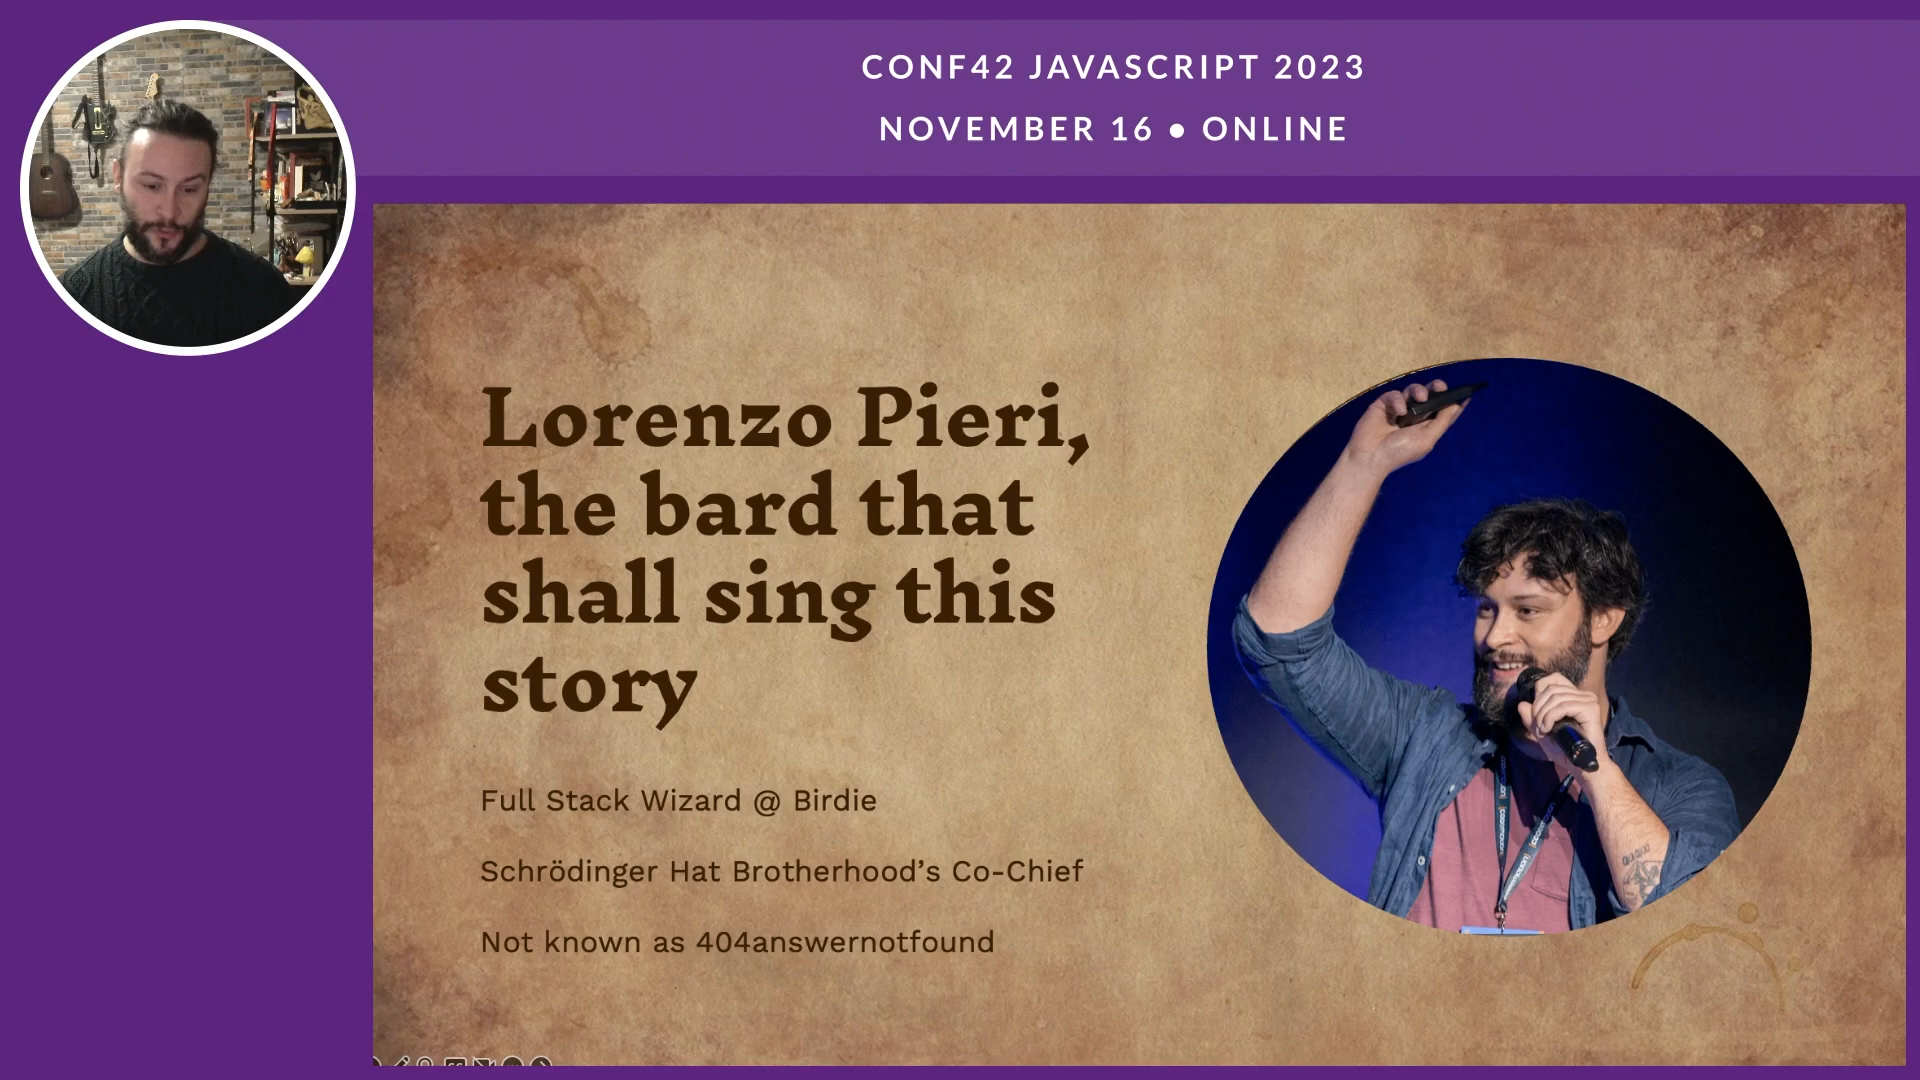 CONF42 JAVASCRIPT 2023
NOVEMBER 16 • ONLINE
Lorenzo Pieri,
the bard that
shall sing this
story
Full Stack Wizard @ Birdie
Schrödinger Hat Brotherhood’s Co-Chief
Not known as 404answernotfound